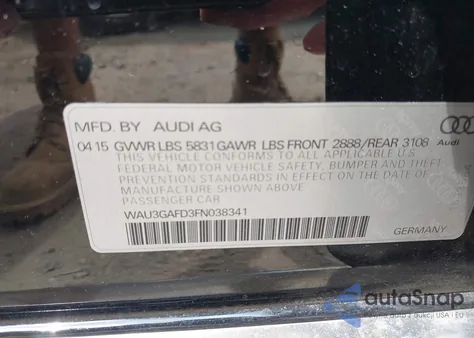 MFD. BY AUDI AG
04 15 GVWR LBS 5831 GAWR LBS FRONT 2888/REAR 3108
Audi
THIS VEHICLE CONFORMS TO ALL APPLICABLE U.S.
FEDERAL MOTOR VEHICLE SAFETY, BUMPER AND THEFT
PREVENTION STANDARDS IN EFFECT ON THE DATE OF
MANUFACTURE SHOWN ABOVE
PASSENGER CAR
WAU3GAFD3FN038341
GERMANY
autoSnap
USA | EU